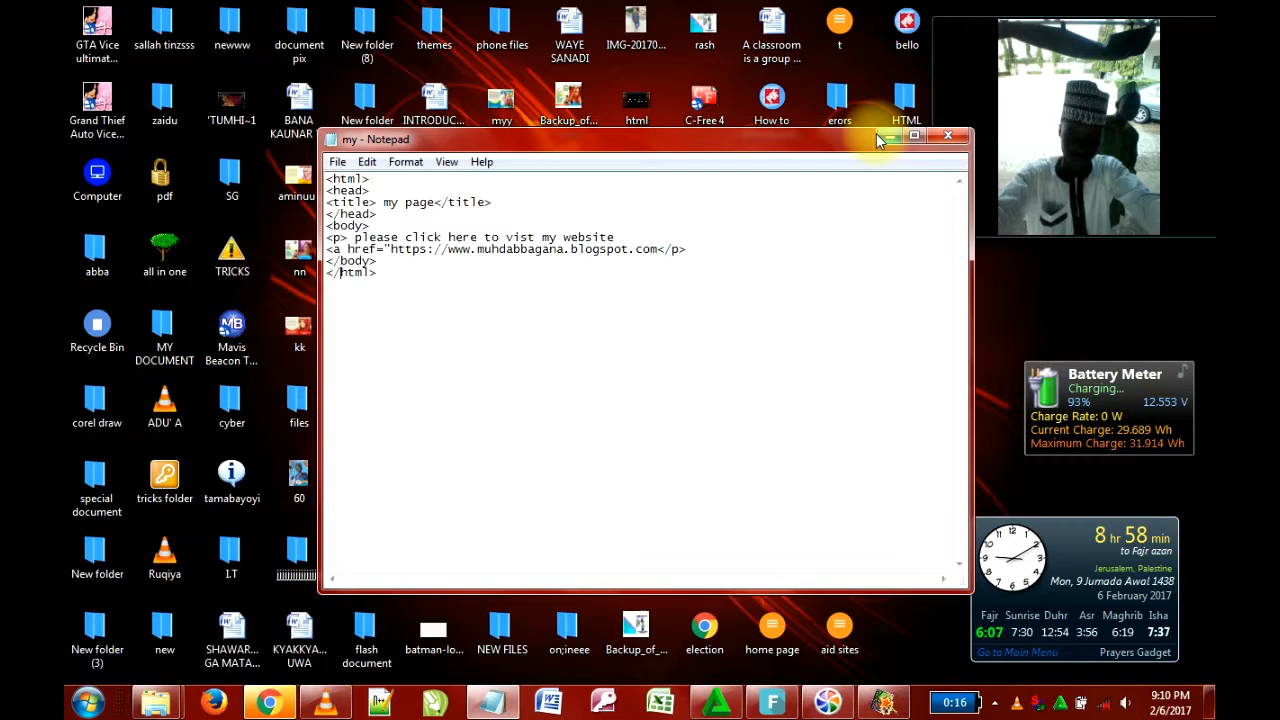 GTA Vice ultimat...
sallah tinzsss
newww
document pix
New folder (8)
themes
phone files
WAYE SANADI
IMG-20170...
rash
A classroom is a group ...
t
bello
Grand Thief Auto Vice...
zaidu
'TUMHI~1
BANA KAUNAR
New folder
INTRODUC...
myy
Backup_of_...
html
C-Free 4
How to
erors
HTML
my - Notepad
File Edit Format View Help
<html>
<head>
<title> my page</title>
</head>
<body>
<p> please click here to vist my website
<a href="https://www.muhdabbagana.blogspot.com</p>
</body>
</html>
Computer
pdf
SG
aminuu
abba
all in one
TRICKS
nn
Recycle Bin
MY DOCUMENT
Mavis Beacon T...
kk
corel draw
ADU' A
cyber
files
special document
tricks folder
tamabayoyi
60
New folder
Ruqiya
I.T
New folder (3)
new
SHAWAR... GA MATA...
KYAKKYA... UWA
flash document
batman-lo...
NEW FILES
on;ineee
Backup_of_...
election
home page
aid sites
Battery Meter
Charging...
93% 12.553 V
Charge Rate: 0 W
Current Charge: 29.689 Wh
Maximum Charge: 31.914 Wh
8 hr 58 min
to Fajr azan
Jerusalem, Palestine
Mon, 9 Jumada Awal 1438
6 February 2017
Fajr Sunrise Duhr Asr Maghrib Isha
6:07 7:30 12:54 3:56 6:19 7:37
Go to Main Menu Prayers Gadget
0:16
9:10 PM
2/6/2017